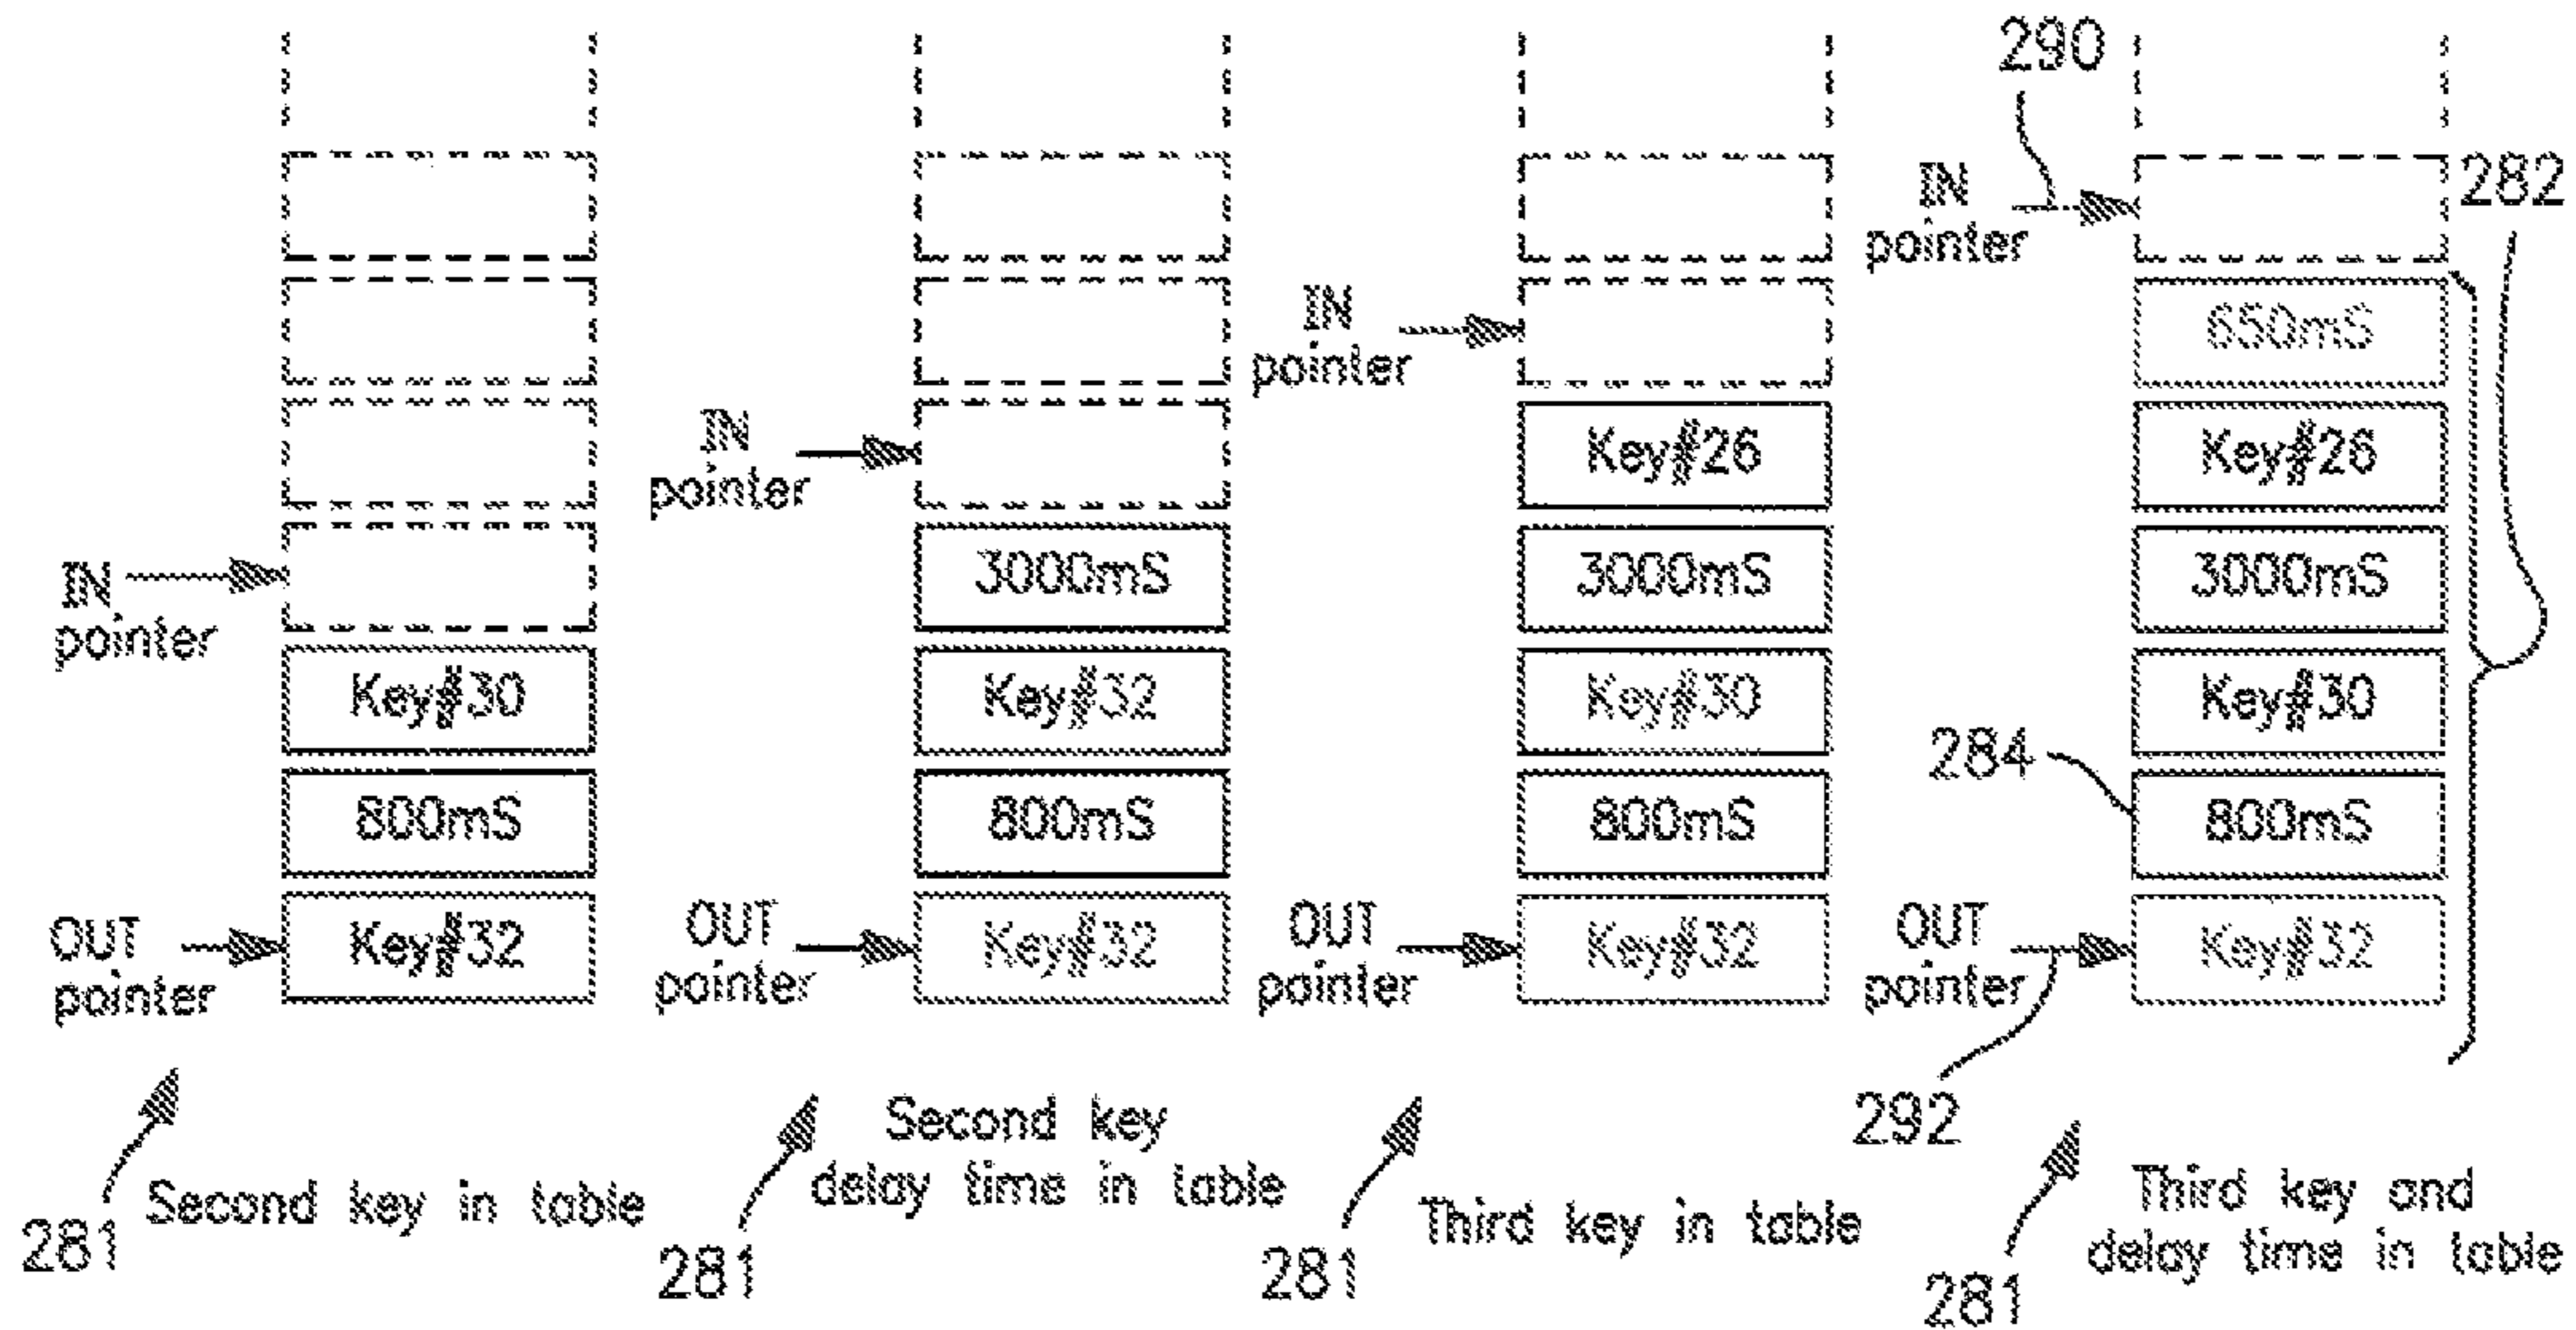 290
282
IN
pointer
Key#30
800mS
OUT
pointer
Key#32
281
Second key in table
IN
pointer
3000mS
Key#32
800mS
OUT
pointer
Key#32
281
Second key
delay time in table
IN
pointer
Key#26
3000mS
Key#30
800mS
OUT
pointer
Key#32
281
Third key in table
IN
pointer
650mS
Key#26
3000mS
Key#30
284
800mS
OUT
pointer
Key#32
292
281
Third key and
delay time in table